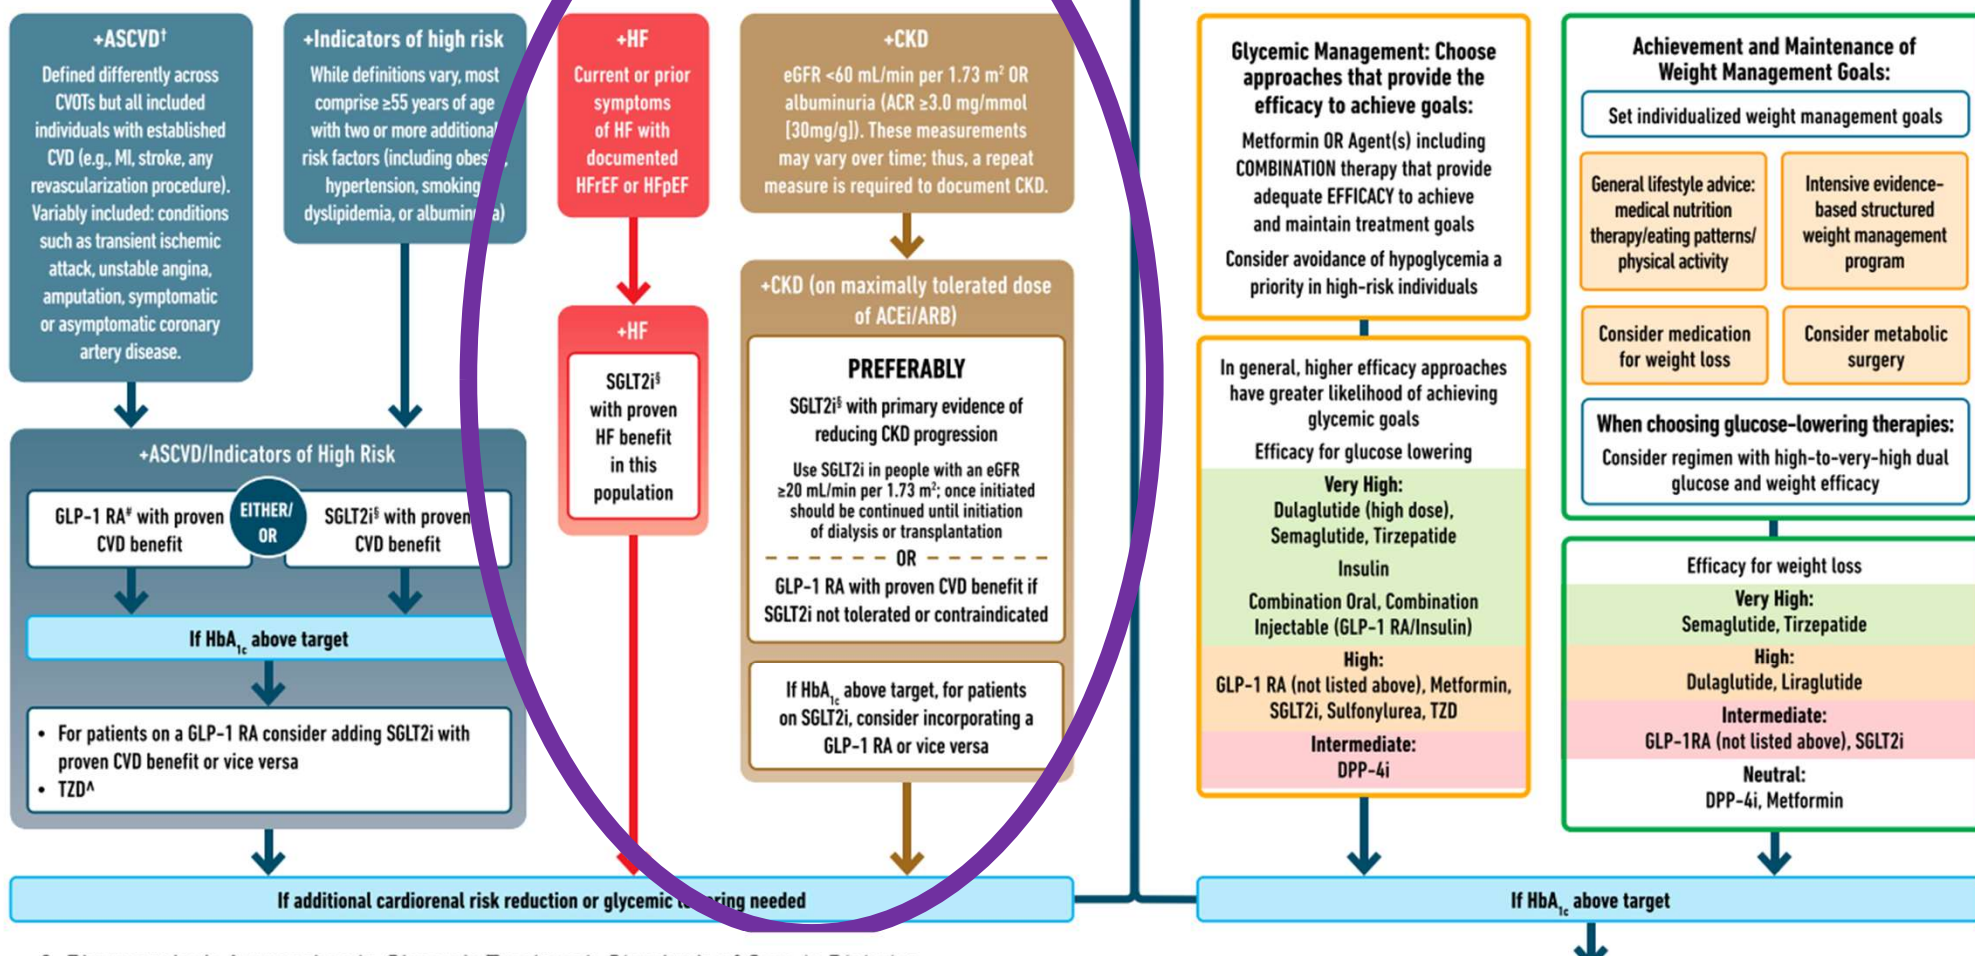 +ASCVD†
Defined differently across
CVOTs but all included
individuals with established
CVD (e.g., MI, stroke, any
revascularization procedure).
Variably included: conditions
such as transient ischemic
attack, unstable angina,
amputation, symptomatic
or asymptomatic coronary
artery disease.
+Indicators of high risk
While definitions vary, most
comprise ≥55 years of age
with two or more additional
risk factors (including
hypertension, smoking
dyslipidemia, or
+HF
Current or prior
symptoms
of HF with
documented
HFrEF or HFpEF
+CKD
eGFR <60 mL/min per 1.73 m² OR
albuminuria (ACR ≥3.0 mg/mmol
[30mg/g]). These measurements
may vary over time; thus, a repeat
measure is required to document CKD.
+ASCVD/Indicators of High Risk
GLP-1 RA# with proven
CVD benefit
EITHER/
OR
SGLT2i§ with proven
CVD benefit
If HbA1c above target
• For patients on a GLP-1 RA consider adding SGLT2i with
proven CVD benefit or vice versa
• TZD^
+HF
SGLT2i§
with proven
HF benefit
in this
population
+CKD (on maximally tolerated dose
of ACEi/ARB)
PREFERABLY
SGLT2i§ with primary evidence of
reducing CKD progression
Use SGLT2i in people with an eGFR
≥20 mL/min per 1.73 m²; once initiated
should be continued until initiation
of dialysis or transplantation
OR
GLP-1 RA with proven CVD benefit if
SGLT2i not tolerated or contraindicated
If HbA1c above target, for patients
on SGLT2i, consider incorporating a
GLP-1 RA or vice versa
If additional cardiorenal risk reduction or glycemic needed
Glycemic Management: Choose
approaches that provide the
efficacy to achieve goals:
Metformin OR Agent(s) including
COMBINATION therapy that provide
adequate EFFICACY to achieve
and maintain treatment goals
Consider avoidance of hypoglycemia a
priority in high-risk individuals
In general, higher efficacy approaches
have greater likelihood of achieving
glycemic goals
Efficacy for glucose lowering
Very High:
Dulaglutide (high dose),
Semaglutide, Tirzepatide
Insulin
Combination Oral, Combination
Injectable (GLP-1 RA/Insulin)
High:
GLP-1 RA (not listed above), Metformin,
SGLT2i, Sulfonylurea, TZD
Intermediate:
DPP-4i
Achievement and Maintenance of
Weight Management Goals:
Set individualized weight management goals
General lifestyle advice:
medical nutrition
therapy/eating patterns/
physical activity
Intensive evidence-
based structured
weight management
program
Consider medication
for weight loss
Consider metabolic
surgery
When choosing glucose-lowering therapies:
Consider regimen with high-to-very-high dual
glucose and weight efficacy
Efficacy for weight loss
Very High:
Semaglutide, Tirzepatide
High:
Dulaglutide, Liraglutide
Intermediate:
GLP-1RA (not listed above), SGLT2i
Neutral:
DPP-4i, Metformin
If HbA1c above target